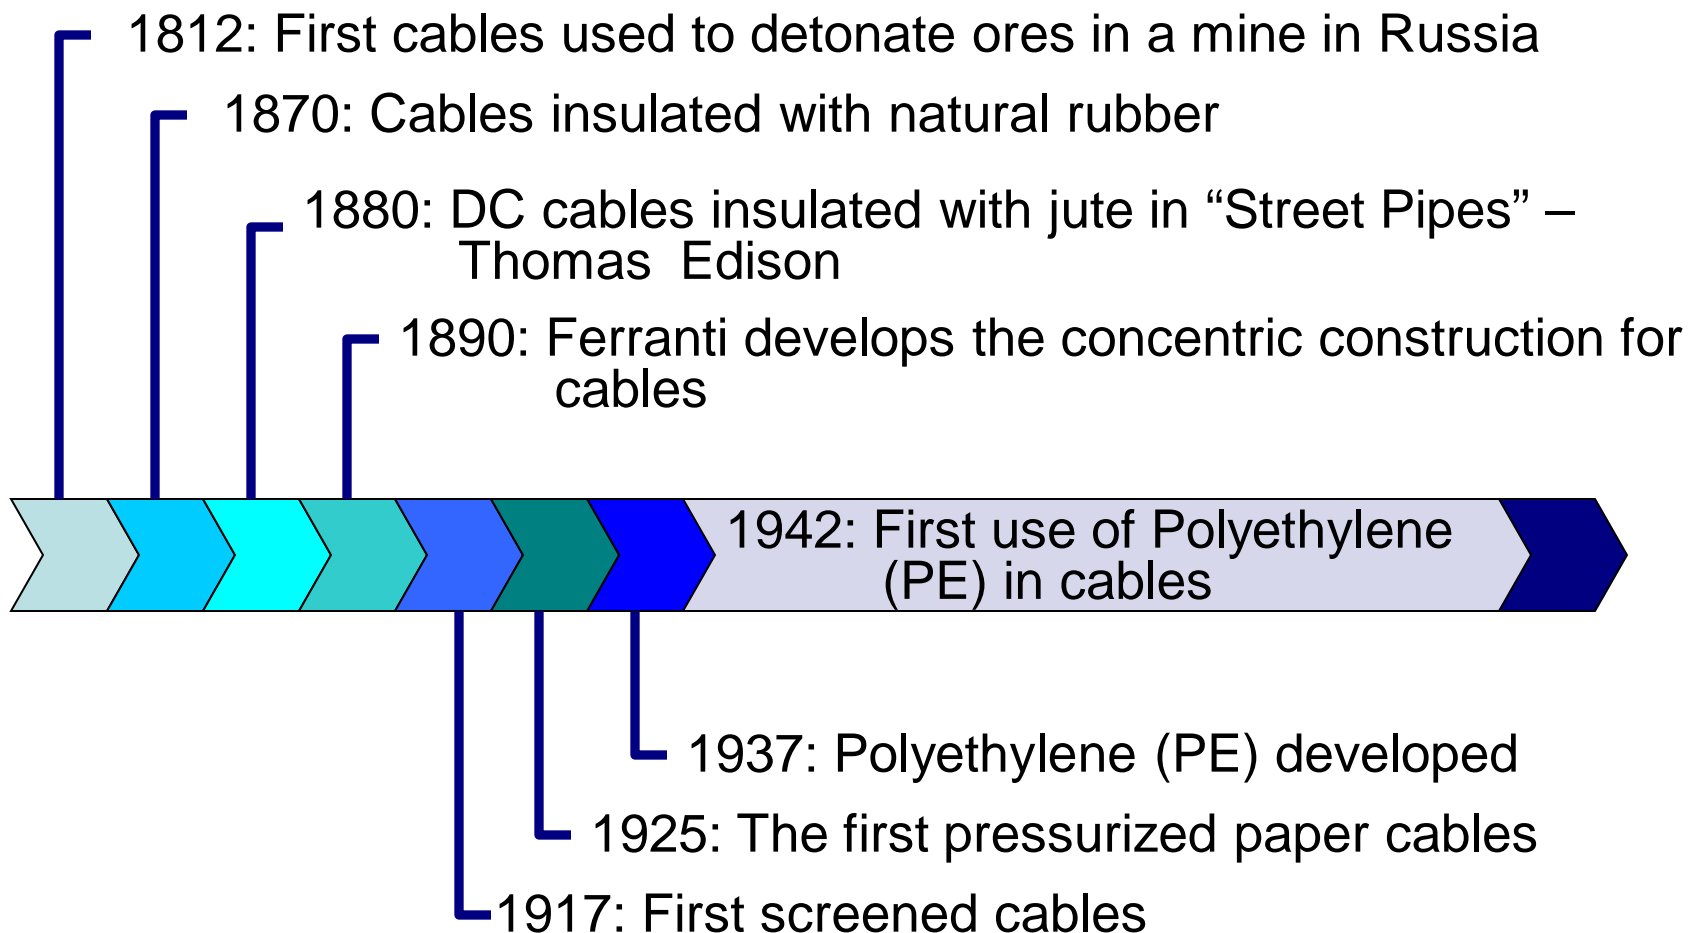 1812: First cables used to detonate ores in a mine in Russia
1870: Cables insulated with natural rubber
1880: DC cables insulated with jute in “Street Pipes” –
Thomas Edison
1890: Ferranti develops the concentric construction for
cables
1942: First use of Polyethylene
(PE) in cables
1937: Polyethylene (PE) developed
1925: The first pressurized paper cables
1917: First screened cables